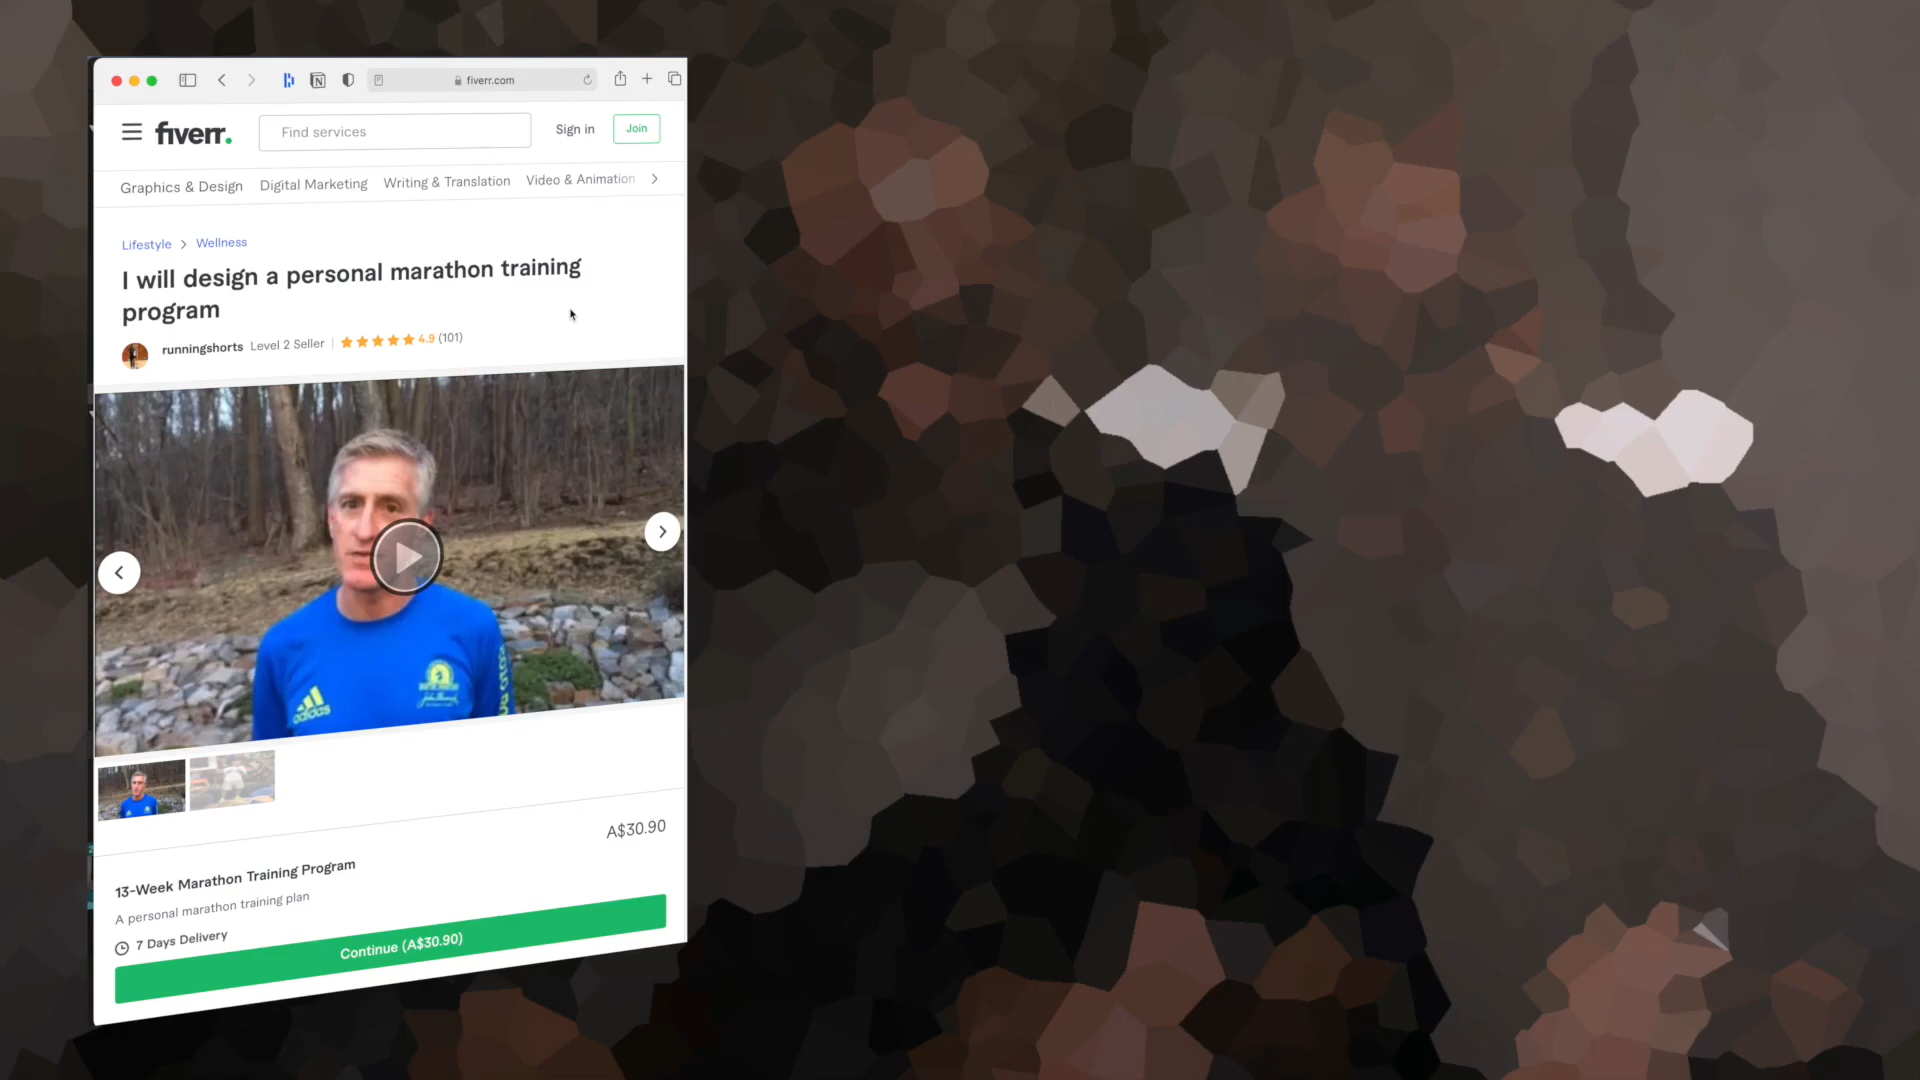 fiverr.com
fiverr.
Find services
Sign in
Join
Graphics & Design
Digital Marketing
Writing & Translation
Video & Animation
Lifestyle
Wellness
I will design a personal marathon training
program
runningshorts Level 2 Seller
4.9 (101)
adidas
A$30.90
13-Week Marathon Training Program
A personal marathon training plan
7 Days Delivery
Continue (A$30.90)